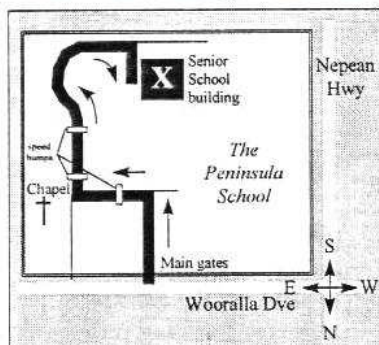 X
Senior
School
building
Nepean
Hwy
speed
humps
The
Peninsula
School
Chapel
Main gates
S
E
W
Wooralla Dve
N